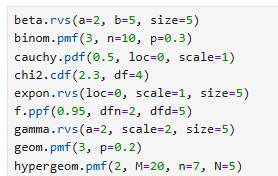 beta.rvs(a=2, b=5, size=5)
binom.pmf(3, n=10, p=0.3)
cauchy.pdf(0.5, loc=0, scale=1)
chi2.cdf(2.3, df=4)
expon.rvs(loc=0, scale=1, size=5)
f.ppf(0.95, dfn=2, dfd=5)
gamma.rvs(a=2, scale=2, size=5)
geom.pmf(3, p=0.2)
hypergeom.pmf(2, M=20, n=7, N=5)